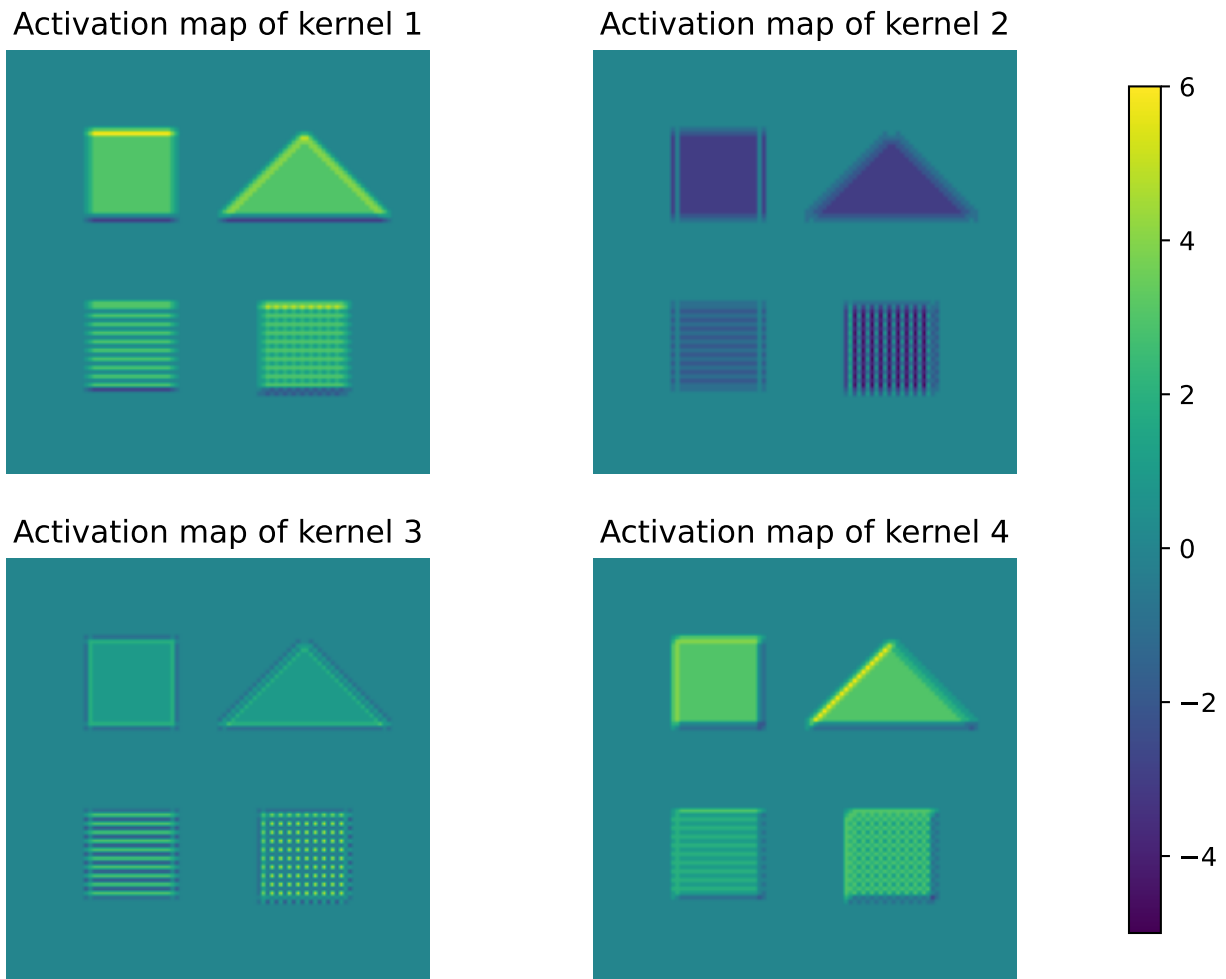 Activation map of kernel 1
Activation map of kernel 2
6
4
2
0
−2
−4
Activation map of kernel 3
Activation map of kernel 4